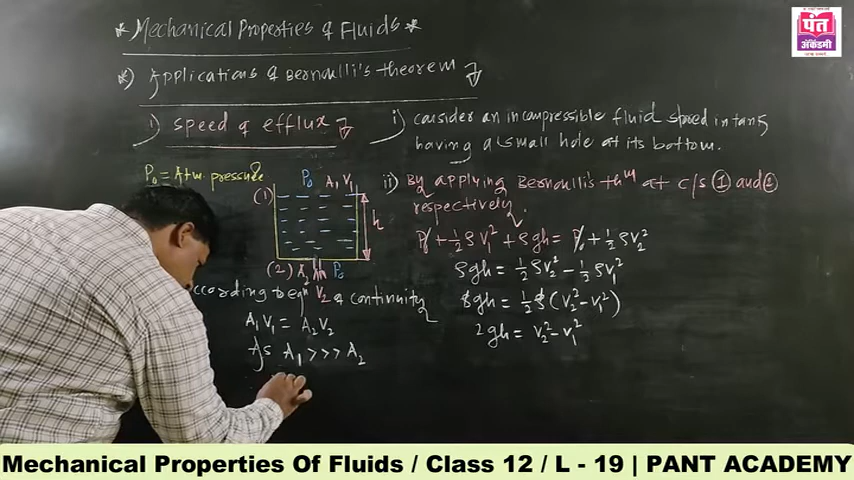 * Mechanical Properties of Fluids *
*) Applications of Bernoulli's theorem
1) Speed of efflux
P₀ = Atm. pressure
(1)
P₀ A₁ V₁
h
(2) A₂ P₀
V₂
According to eqⁿ of continuity
A₁V₁ = A₂V₂
As A₁ >>> A₂
i) consider an incompressible fluid stored in tank
having a small hole at its bottom.
ii) By applying Bernoulli's thᵐ at c/s ① and ②
respectively.
P₀ + 1/2 ρv₁² + ρgh = P₀ + 1/2 ρv₂²
ρgh = 1/2 ρv₂² - 1/2 ρv₁²
ρgh = 1/2 ρ(v₂² - v₁²)
2gh = v₂² - v₁²
पंत
अकॅडमी
Mechanical Properties Of Fluids / Class 12 / L - 19 | PANT ACADEMY